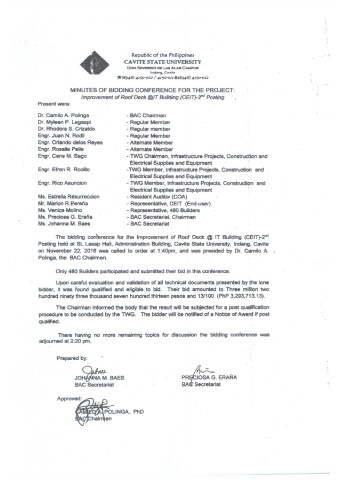 Republic of the Philippines
CAVITE STATE UNIVERSITY
DON SEVERINO DE LAS ALAS CAMPUS
Indang, Cavite
MINUTES OF BIDDING CONFERENCE FOR THE PROJECT:
Improvement of Roof Deck @IT Building (CEIT)-2nd Posting
Present were:
Dr. Camilo A. Polinga - BAC Chairman
Dr. Myleen P. Legaspi - Regular Member
Dr. Rhodora S. Crizaldo - Regular member
Engr. Juan N. Rodil - Regular member
Engr. Orlando delos Reyes - Alternate Member
Engr. Roselle Pelle - Alternate Member
Engr. Gene M. Bago - TWG Chairman, Infrastructure Projects, Construction and
Electrical Supplies and Equipment
Engr. Efren R. Rodillo -TWG Member, Infrastructure Projects, Construction and
Electrical Supplies and Equipment
Engr. Rico Asuncion - TWG Member, Infrastructure Projects, Construction and
Electrical Supplies and Equipment
Ms. Estrella Resurreccion - Resident Auditor (COA)
Mr. Marlon R.Pereña - Representative, CEIT (End-user)
Ms. Venice Molino - Representative, 480 Builders
Ms. Preciosa G. Eraña - BAC Secretariat, Chairman
Ms. Johanna M. Baes - BAC Secretariat
The bidding conference for the Improvement of Roof Deck @ IT Building (CEIT)-2nd
Posting held at SL Lasap Hall, Administration Building, Cavite State University, Indang, Cavite
on November 22, 2016 was called to order at 1:40pm, and was presided by Dr. Camilo A.
Polinga, the BAC Chairman.
Only 480 Builders participated and submitted their bid in this conference.
Upon careful evaluation and validation of all technical documents presented by the lone
bidder, it was found qualified and eligible to bid. Their bid amounted to Three million two
hundred ninety three thousand seven hundred thirteen pesos and 13/100 (PhP 3,293,713.13).
The Chairman informed the body that the result will be subjected for a post qualification
procedure to be conducted by the TWG. The bidder will be notified of a Notice of Award if post
qualified.
There having no more remaining topics for discussion the bidding conference was
adjourned at 2:20 pm.
Prepared by:
JOHANNA M. BAES PRECIOSA G. ERAÑA
BAC Secretariat BAC Secretariat
Approved:
CAMILO A. POLINGA, PhD
BAC Chairman